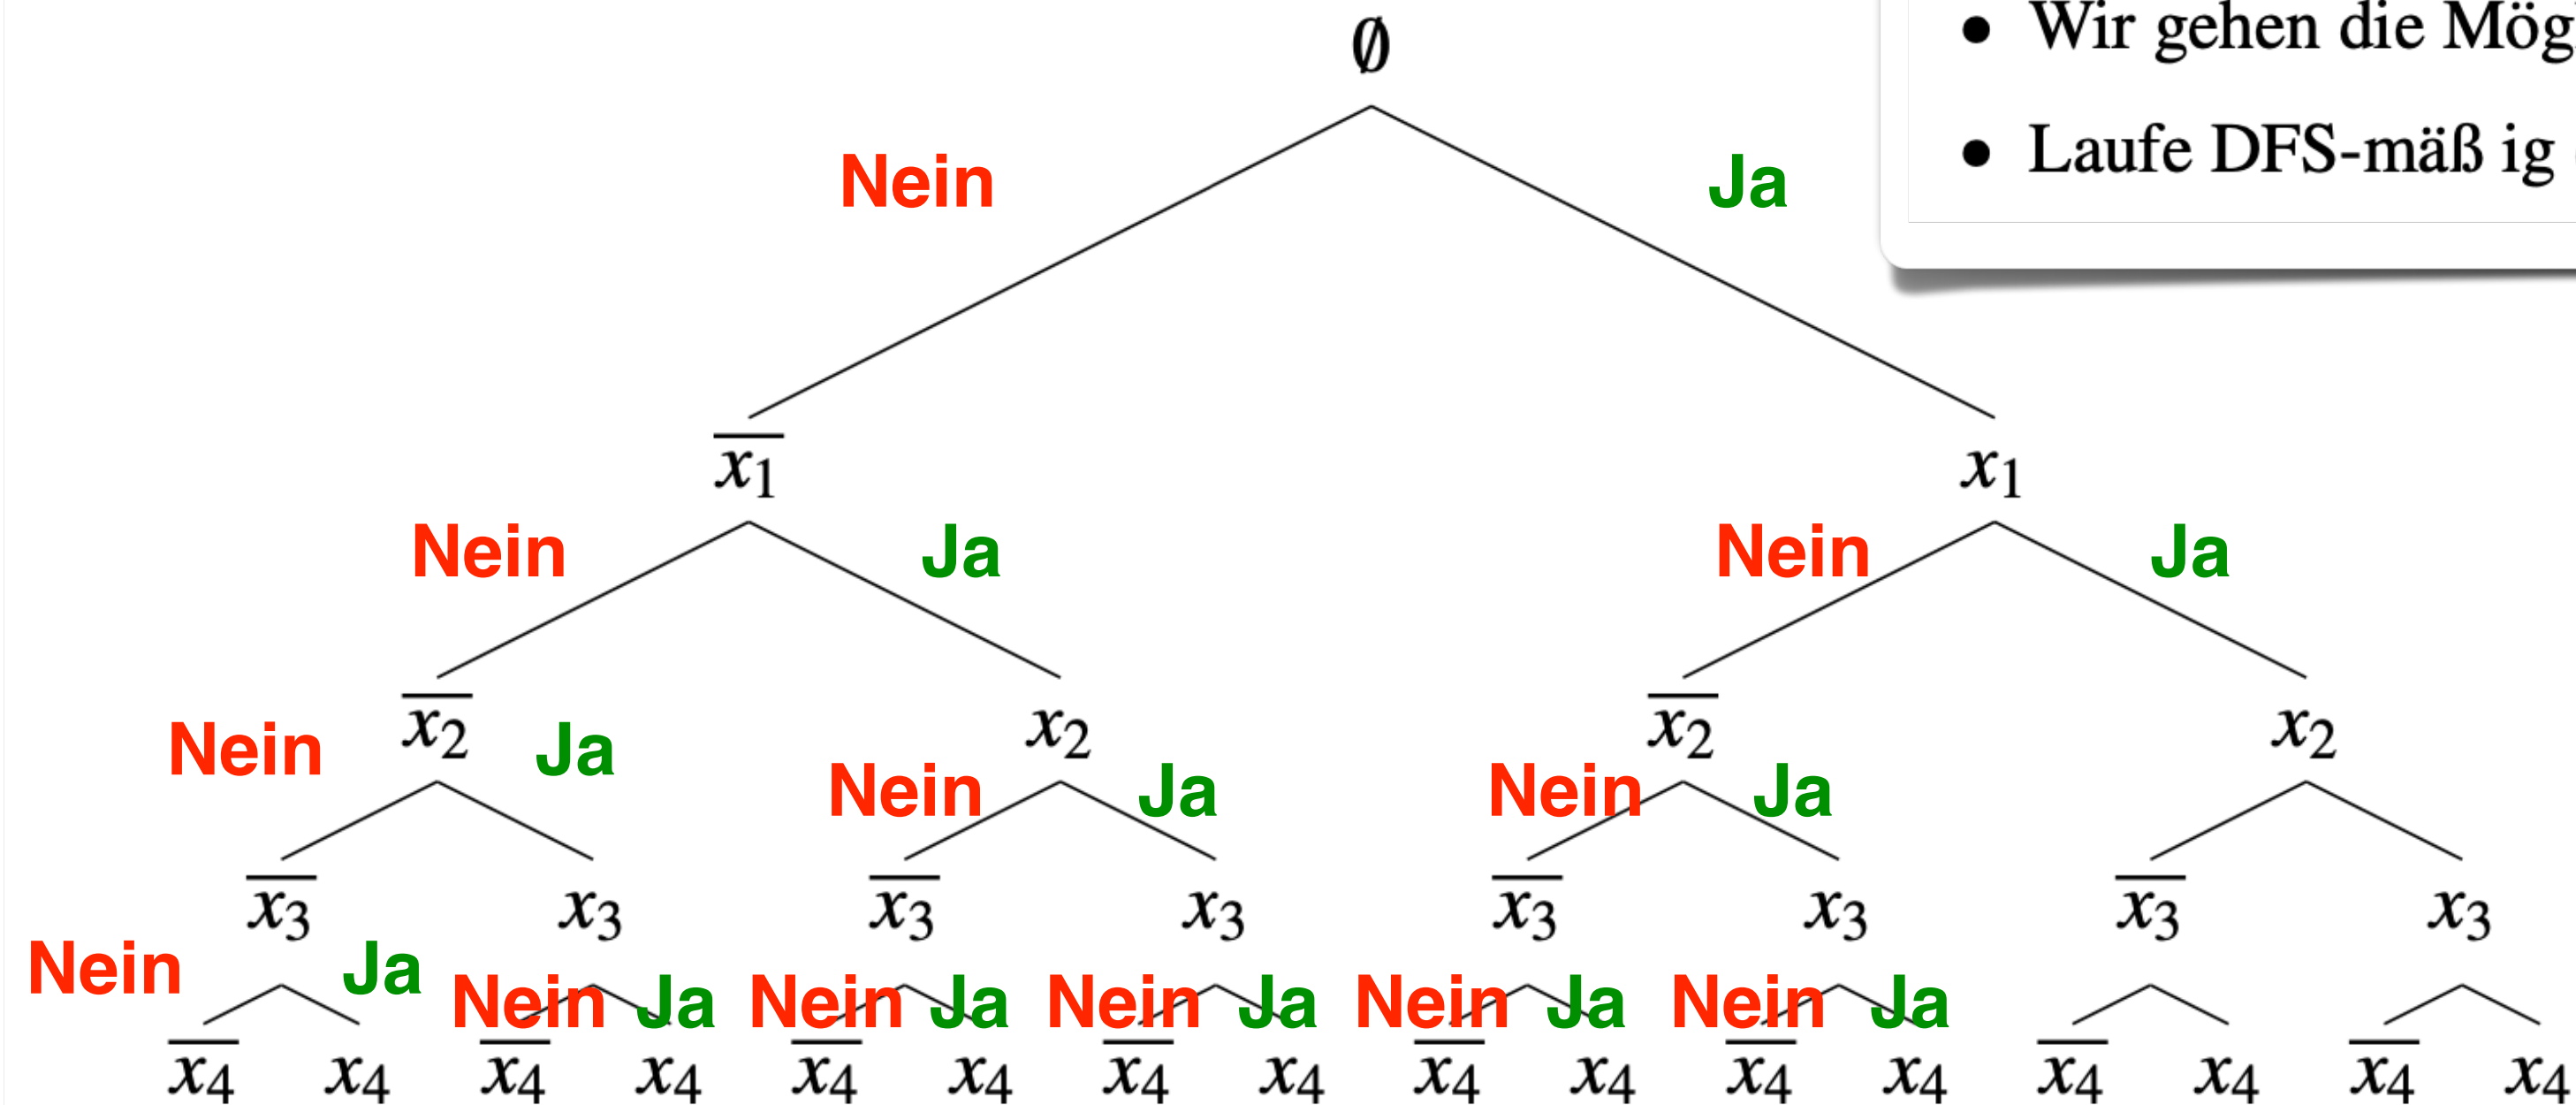 ∅
• Wir gehen die
• Laufe DFS-mäß ig
Nein Ja
x̅₁ x₁
Nein Ja Nein Ja
x̅₂ x₂ x̅₂ x₂
Nein Ja Nein Ja Nein Ja
x̅₃ x₃ x̅₃ x₃ x̅₃ x₃ x̅₃ x₃
Nein Ja Nein Ja Nein Ja Nein Ja Nein Ja Nein Ja
x̅₄ x₄ x̅₄ x₄ x̅₄ x₄ x̅₄ x₄ x̅₄ x₄ x̅₄ x₄ x̅₄ x₄ x̅₄ x₄